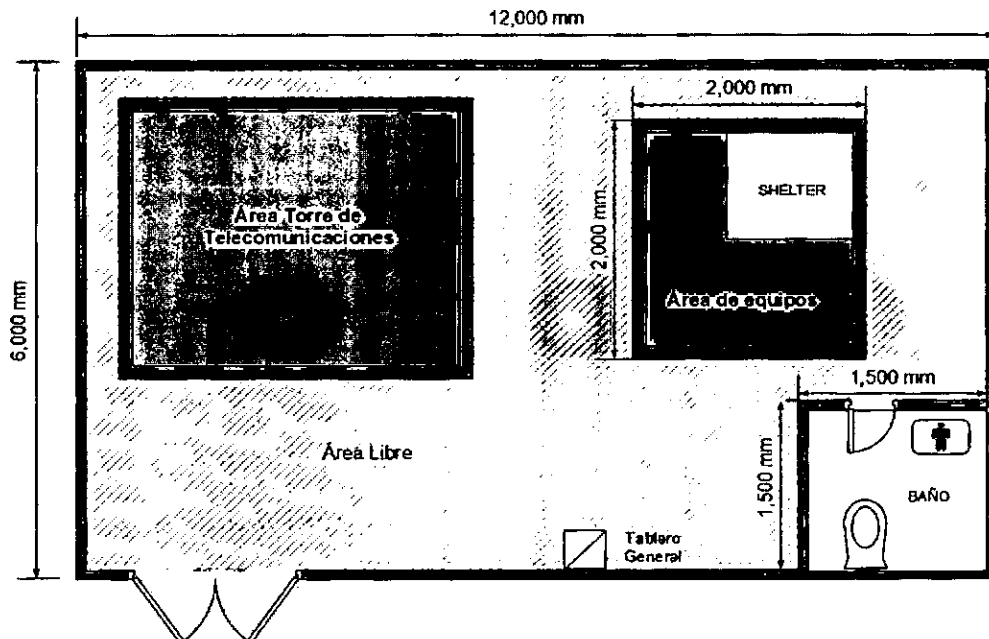 12,000 mm
2,000 mm
SHELTER
2,000 mm
Área Torre de
Telecomunicaciones
Área de equipos
6,000 mm
1,500 mm
Área Libre
1,500 mm
BAÑO
Tablero
General